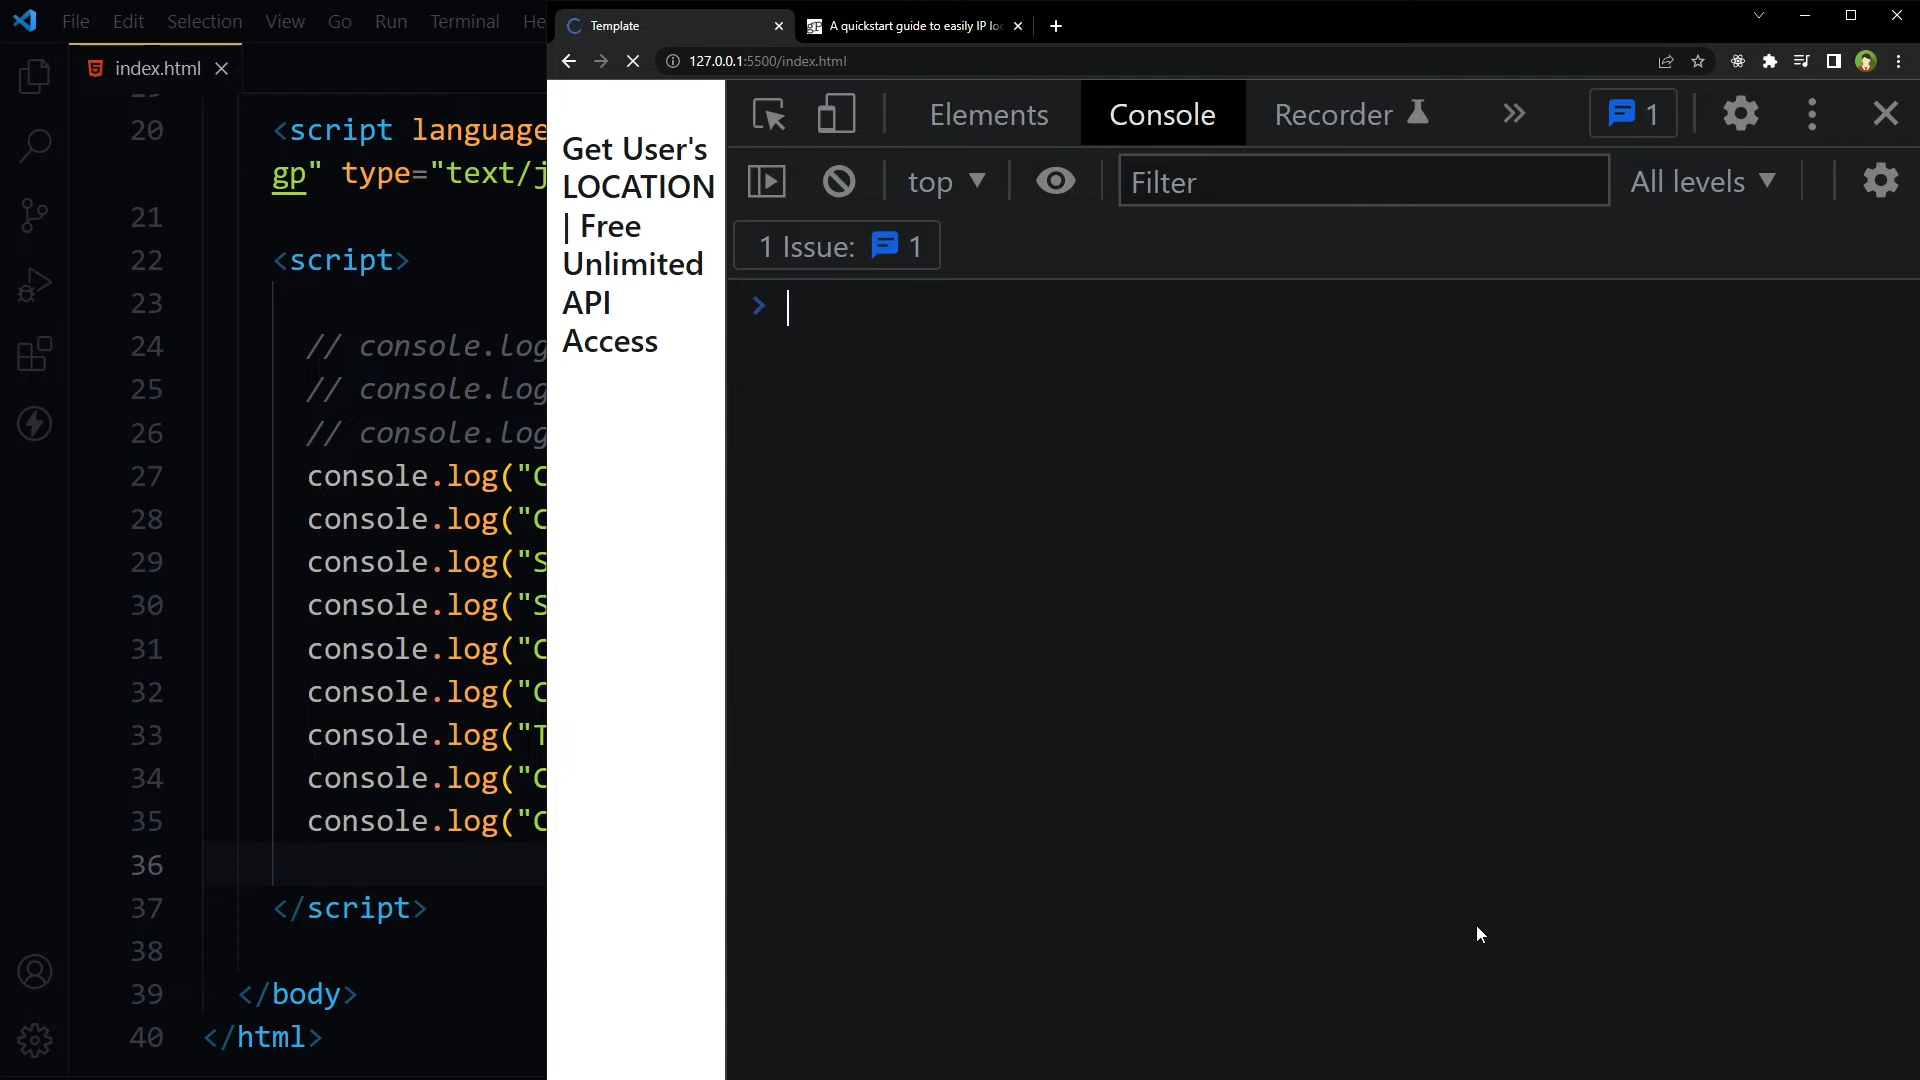 File Edit Selection View Go Run Terminal He
index.html
20 <script language
gp" type="text/j
21
22 <script>
23
24 // console.log
25 // console.log
26 // console.log
27 console.log("C
28 console.log("C
29 console.log("S
30 console.log("S
31 console.log("C
32 console.log("C
33 console.log("T
34 console.log("C
35 console.log("C
36
37 </script>
38
39 </body>
40 </html>
Template
A quickstart guide to easily IP lo
127.0.0.1:5500/index.html
Get User's
LOCATION
| Free
Unlimited
API
Access
Elements Console Recorder 1
top Filter All levels
1 Issue: 1